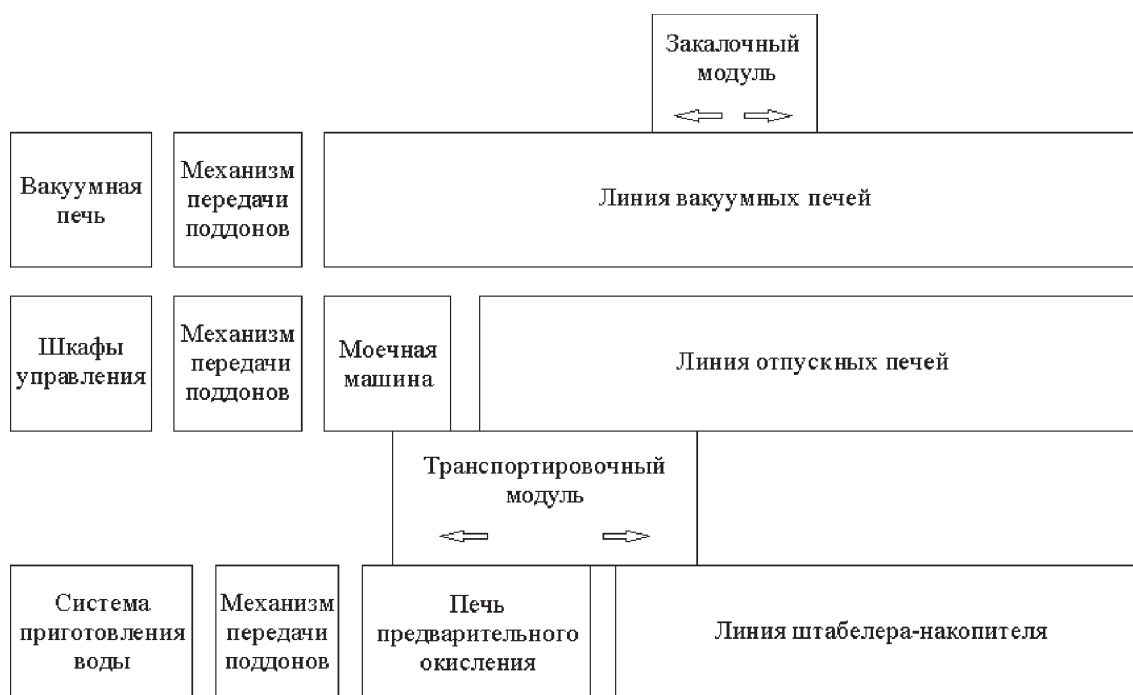 Закалочный
модуль
Вакуумная
печь
Механизм
передачи
поддонов
Линия вакуумных печей
Шкафы
управления
Механизм
передачи
поддонов
Моечная
машина
Линия отпускных печей
Транспортировочный
модуль
Система
приготовления
воды
Механизм
передачи
поддонов
Печь
предварительного
окисления
Линия штабелера-накопителя